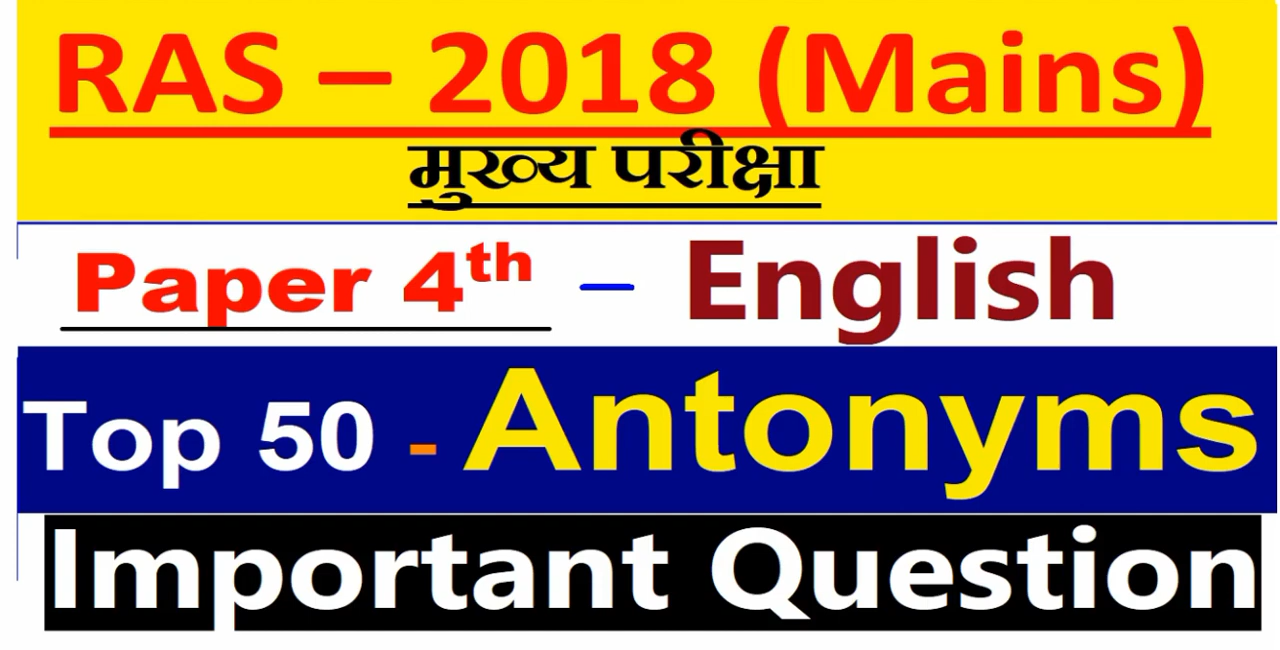 RAS – 2018 (Mains)
मुख्य परीक्षा
Paper 4th – English
Top 50 - Antonyms
Important Question